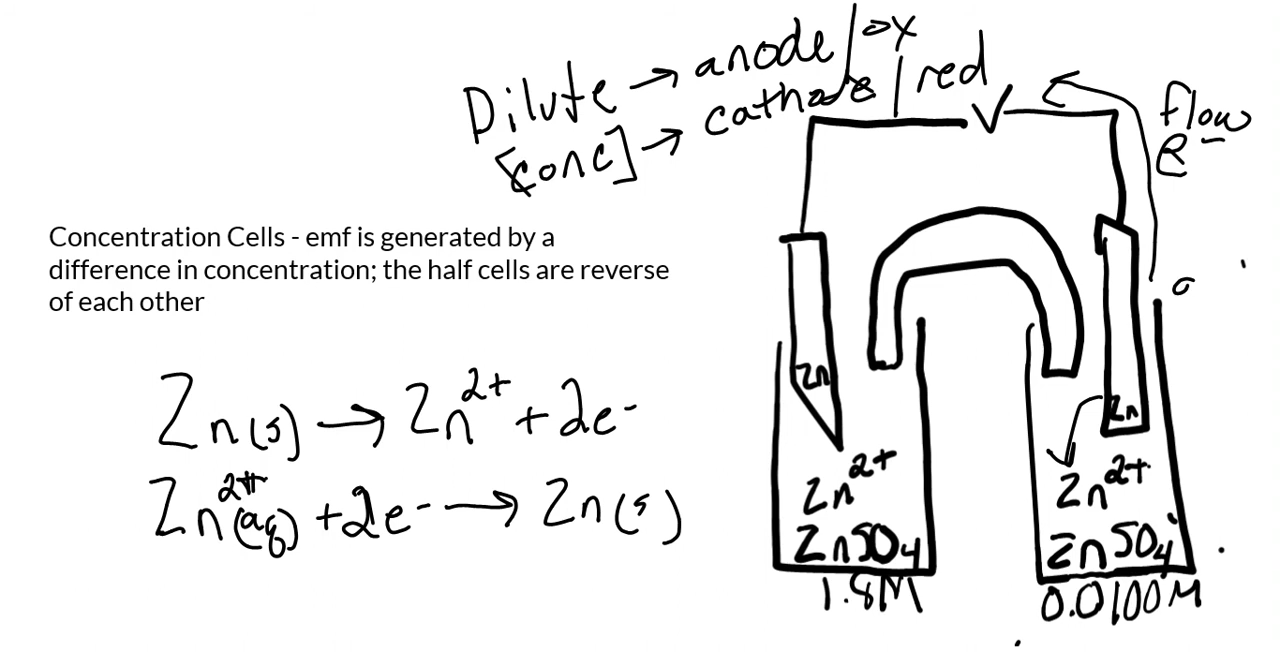 Dilute → anode/ox
[conc] → cathode/red
V
flow
e-
Concentration Cells - emf is generated by a
difference in concentration; the half cells are reverse
of each other
Zn(s) → Zn²⁺ + 2e⁻
Zn²⁺(aq) + 2e⁻ → Zn(s)
Zn
Zn²⁺
ZnSO₄
1.8M
Zn
Zn²⁺
ZnSO₄
0.0100M